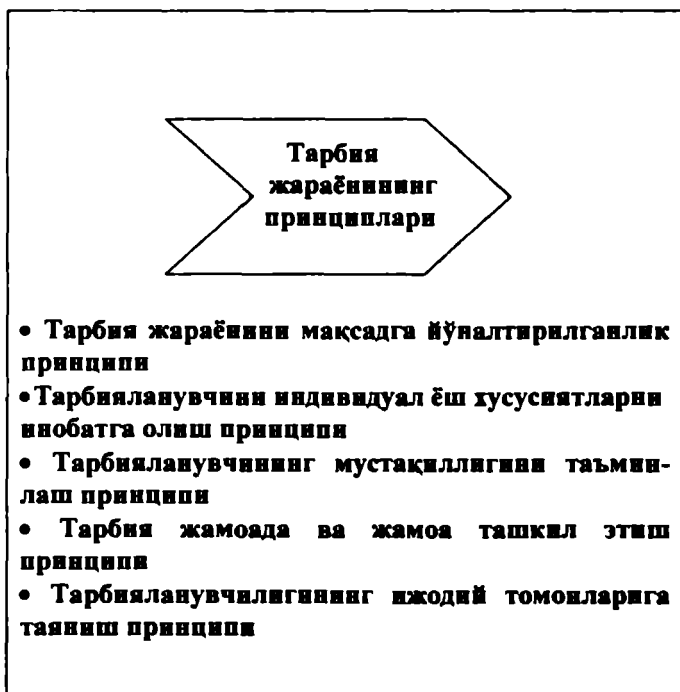 Тарбия
жараёнининг
принциплари
• Тарбия жараёнини мақсадга йўналтирилганлик
принципи
•Тарбияланувчини индивидуал ёш хусусиятларни
инобатга олиш принципи
• Тарбияланувчининг мустақиллигини таъмин-
лаш принципи
• Тарбия жамоада ва жамоа ташкил этиш
принципи
• Тарбияланувчилигининг ижодий томонларига
таяниш принципи